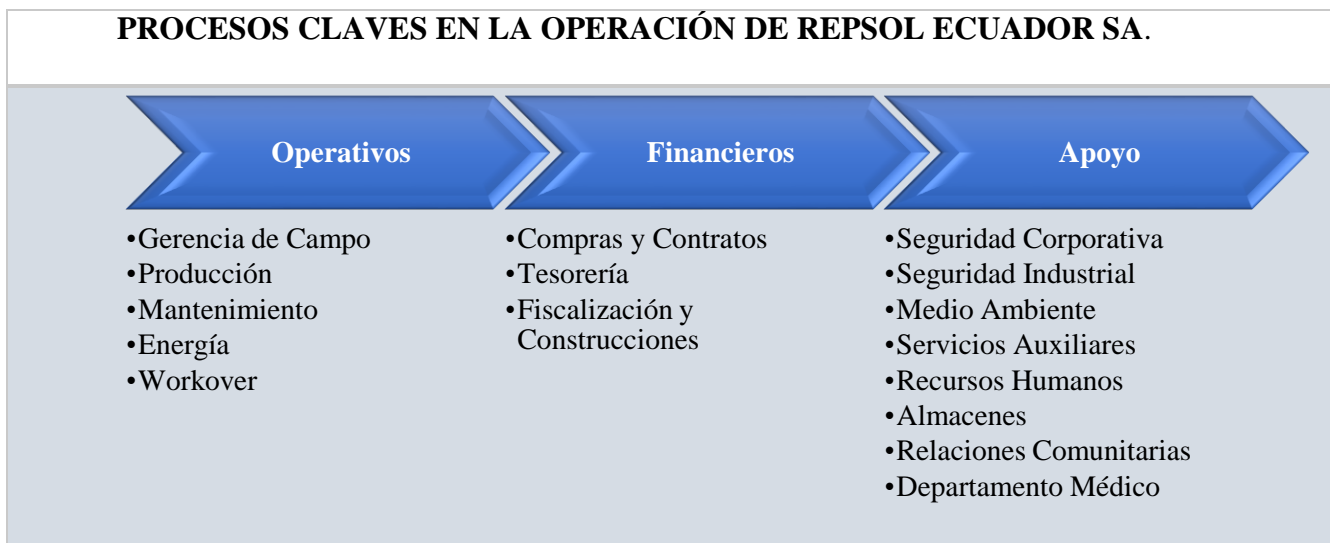 PROCESOS CLAVES EN LA OPERACIÓN DE REPSOL ECUADOR SA.
Operativos
•Gerencia de Campo
•Producción
•Mantenimiento
•Energía
•Workover
Financieros
•Compras y Contratos
•Tesorería
•Fiscalización y
Construcciones
Apoyo
•Seguridad Corporativa
•Seguridad Industrial
•Medio Ambiente
•Servicios Auxiliares
•Recursos Humanos
•Almacenes
•Relaciones Comunitarias
•Departamento Médico